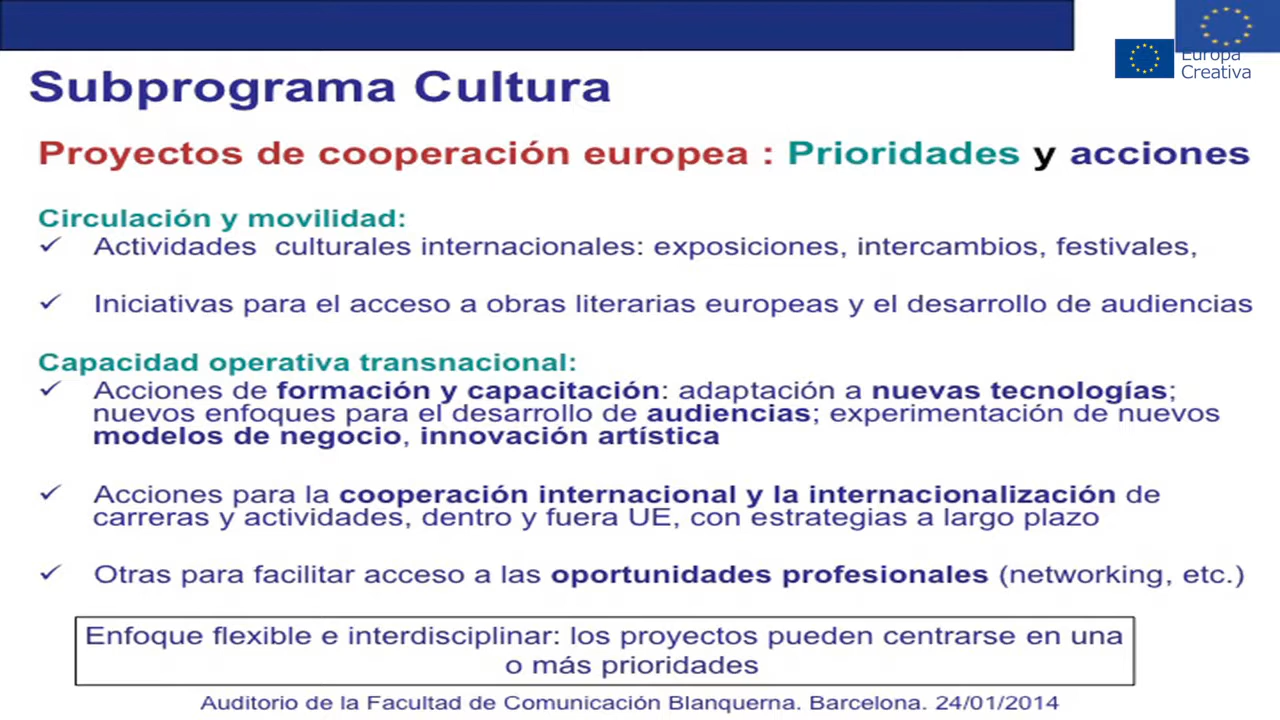 Europa
Creativa
Subprograma Cultura
Proyectos de cooperación europea : Prioridades y acciones
Circulación y movilidad:
✓ Actividades culturales internacionales: exposiciones, intercambios, festivales,
✓ Iniciativas para el acceso a obras literarias europeas y el desarrollo de audiencias
Capacidad operativa transnacional:
✓ Acciones de formación y capacitación: adaptación a nuevas tecnologías;
nuevos enfoques para el desarrollo de audiencias; experimentación de nuevos
modelos de negocio, innovación artística
✓ Acciones para la cooperación internacional y la internacionalización de
carreras y actividades, dentro y fuera UE, con estrategias a largo plazo
✓ Otras para facilitar acceso a las oportunidades profesionales (networking, etc.)
Enfoque flexible e interdisciplinar: los proyectos pueden centrarse en una
o más prioridades
Auditorio de la Facultad de Comunicación Blanquerna. Barcelona. 24/01/2014